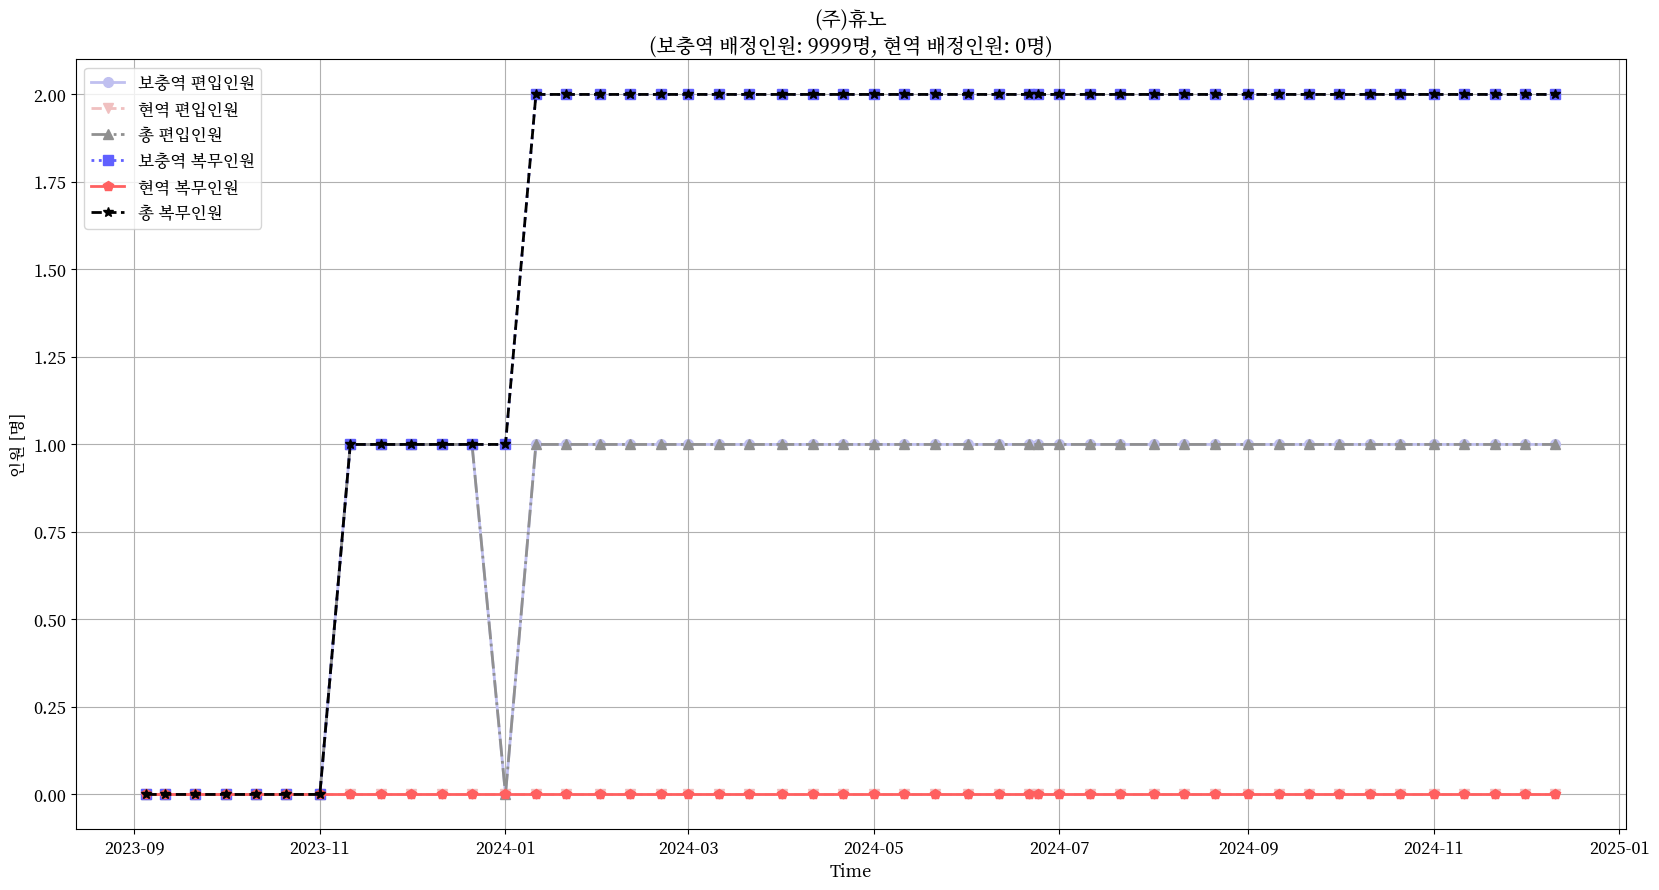 (주)휴노
(보충역 배정인원: 9999명, 현역 배정인원: 0명)
보충역 편입인원
현역 편입인원
총 편입인원
보충역 복무인원
현역 복무인원
총 복무인원
2.00
1.75
1.50
1.25
1.00
0.75
0.50
0.25
0.00
인원 [명]
2023-09 2023-11 2024-01 2024-03 2024-05 2024-07 2024-09 2024-11 2025-01
Time